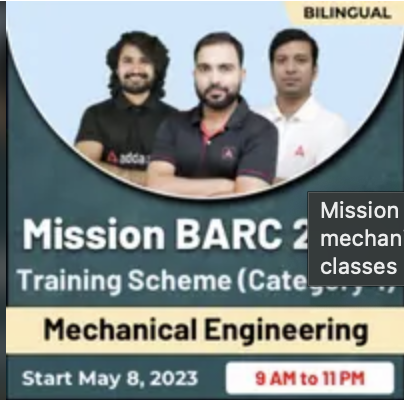 BILINGUAL
adda
Mission BARC 2
Mission
mechan
classes
Training Scheme (Category
Mechanical Engineering
Start May 8, 2023
9 AM to 11 PM